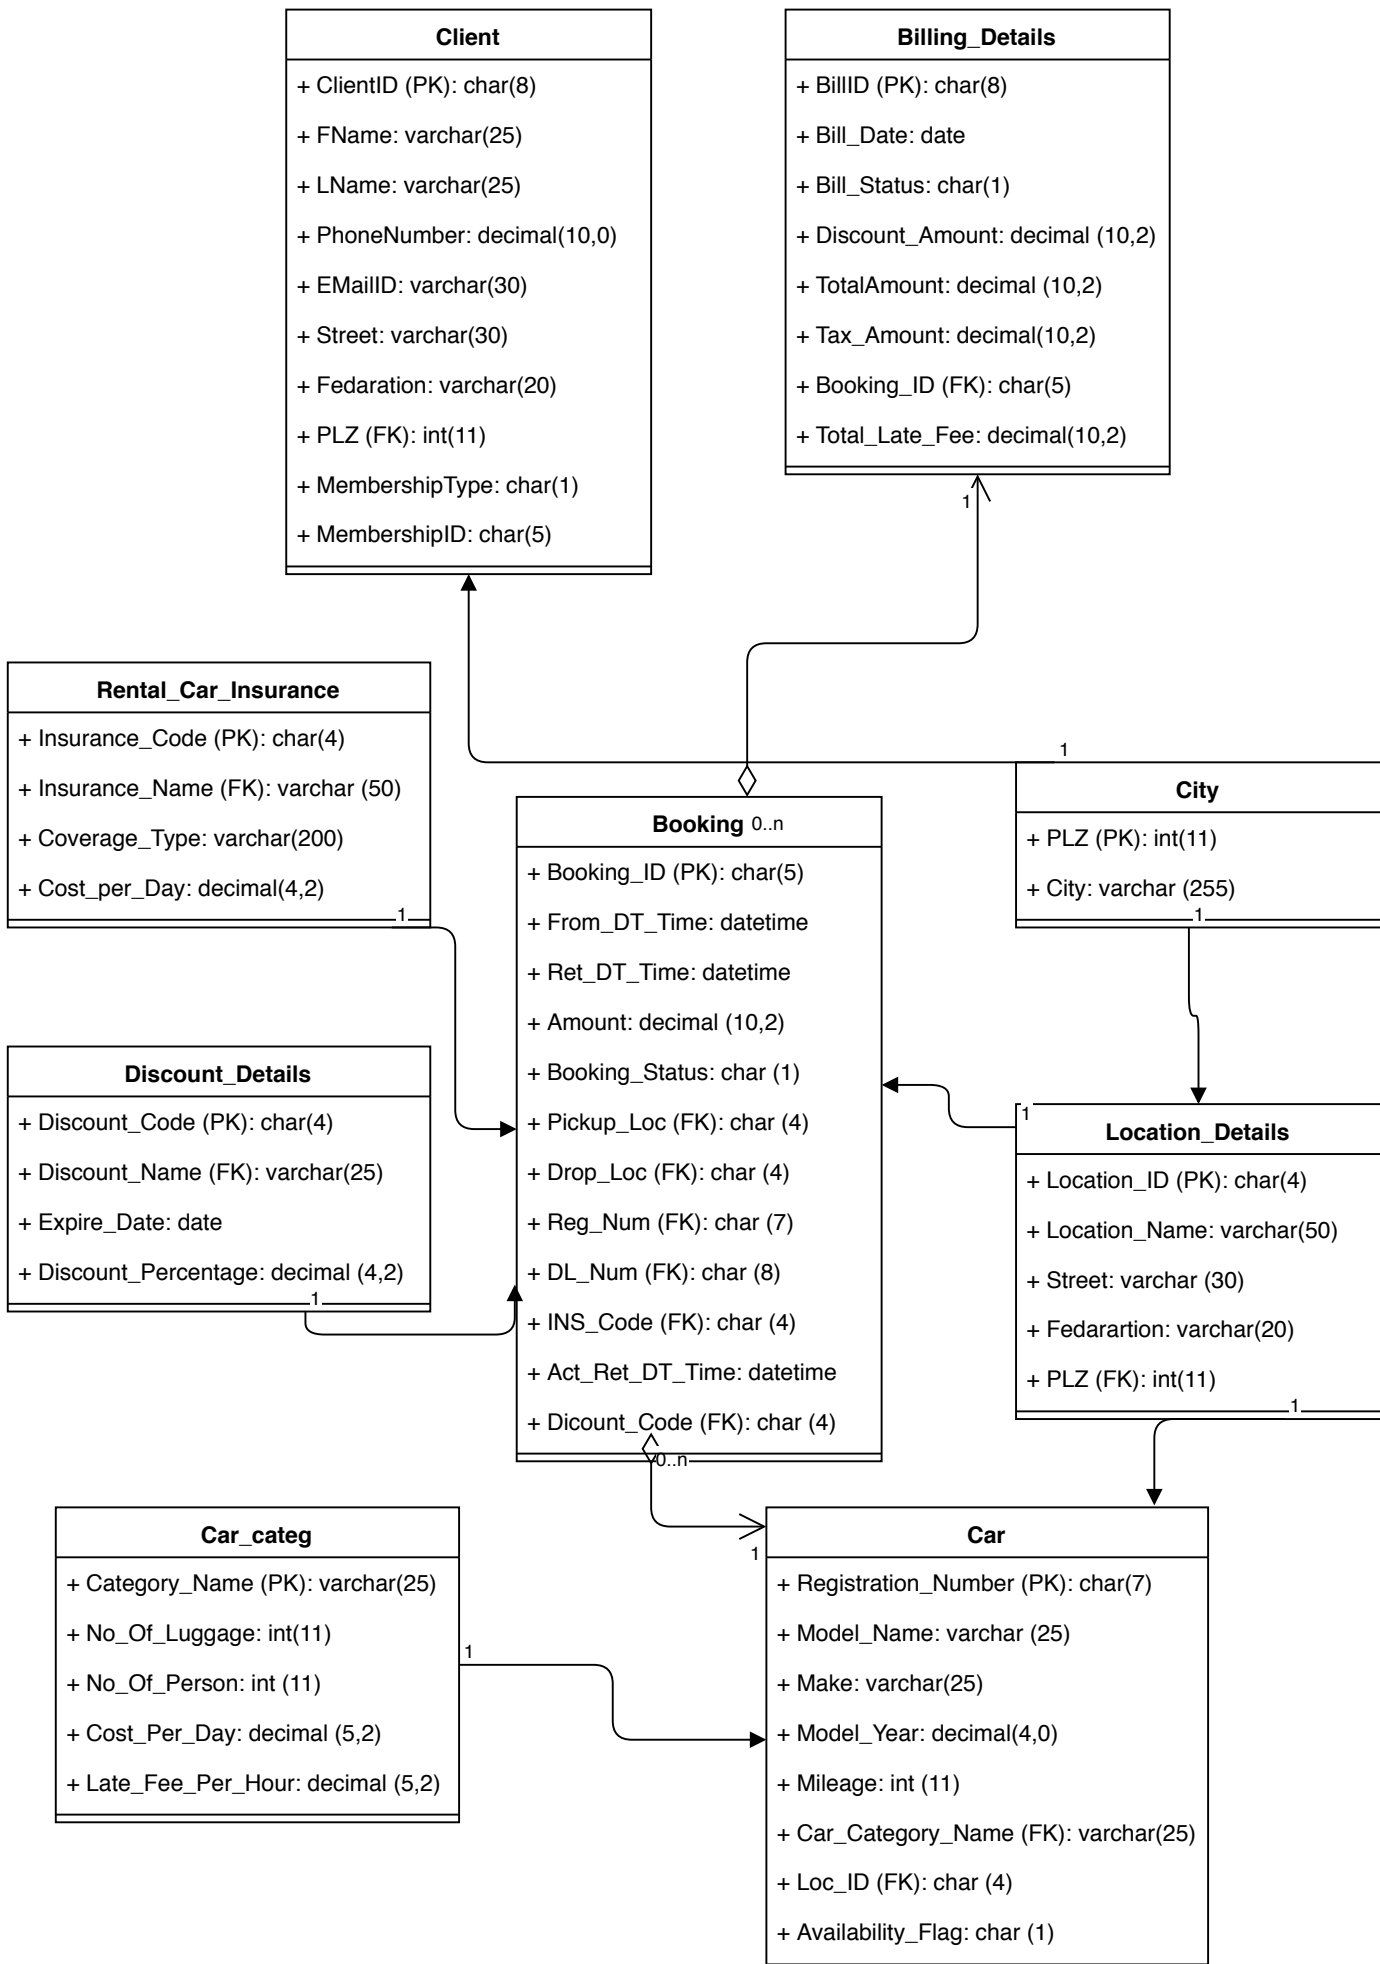 Client
+ ClientID (PK): char(8)
+ FName: varchar(25)
+ LName: varchar(25)
+ PhoneNumber: decimal(10,0)
+ EMailID: varchar(30)
+ Street: varchar(30)
+ Fedaration: varchar(20)
+ PLZ (FK): int(11)
+ MembershipType: char(1)
+ MembershipID: char(5)
Billing_Details
+ BillID (PK): char(8)
+ Bill_Date: date
+ Bill_Status: char(1)
+ Discount_Amount: decimal (10,2)
+ TotalAmount: decimal (10,2)
+ Tax_Amount: decimal(10,2)
+ Booking_ID (FK): char(5)
+ Total_Late_Fee: decimal(10,2)
1
Rental_Car_Insurance
+ Insurance_Code (PK): char(4)
+ Insurance_Name (FK): varchar (50)
+ Coverage_Type: varchar(200)
+ Cost_per_Day: decimal(4,2)
1
1
City
+ PLZ (PK): int(11)
+ City: varchar (255)
1
Booking 0..n
+ Booking_ID (PK): char(5)
+ From_DT_Time: datetime
+ Ret_DT_Time: datetime
+ Amount: decimal (10,2)
+ Booking_Status: char (1)
+ Pickup_Loc (FK): char (4)
+ Drop_Loc (FK): char (4)
+ Reg_Num (FK): char (7)
+ DL_Num (FK): char (8)
+ INS_Code (FK): char (4)
+ Act_Ret_DT_Time: datetime
+ Dicount_Code (FK): char (4)
0..n
Discount_Details
+ Discount_Code (PK): char(4)
+ Discount_Name (FK): varchar(25)
+ Expire_Date: date
+ Discount_Percentage: decimal (4,2)
1
1
Location_Details
+ Location_ID (PK): char(4)
+ Location_Name: varchar(50)
+ Street: varchar (30)
+ Fedarartion: varchar(20)
+ PLZ (FK): int(11)
1
Car_categ
+ Category_Name (PK): varchar(25)
+ No_Of_Luggage: int(11)
+ No_Of_Person: int (11)
+ Cost_Per_Day: decimal (5,2)
+ Late_Fee_Per_Hour: decimal (5,2)
1
1
Car
+ Registration_Number (PK): char(7)
+ Model_Name: varchar (25)
+ Make: varchar(25)
+ Model_Year: decimal(4,0)
+ Mileage: int (11)
+ Car_Category_Name (FK): varchar(25)
+ Loc_ID (FK): char (4)
+ Availability_Flag: char (1)